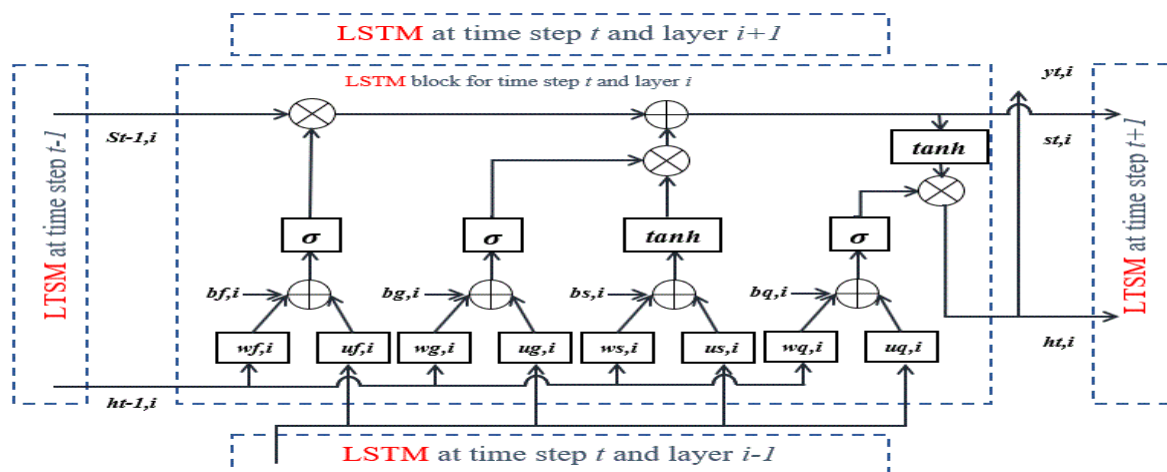 LSTM at time step t and layer i+1
LSTM block for time step t and layer i
yt,i
St-1,i
st,i
tanh
LTSM at time step t-1
LTSM at time step t+1
σ
σ
tanh
σ
bf,i
bg,i
bs,i
bq,i
wf,i
uf,i
wg,i
ug,i
ws,i
us,i
wq,i
uq,i
ht,i
ht-1,i
LSTM at time step t and layer i-1